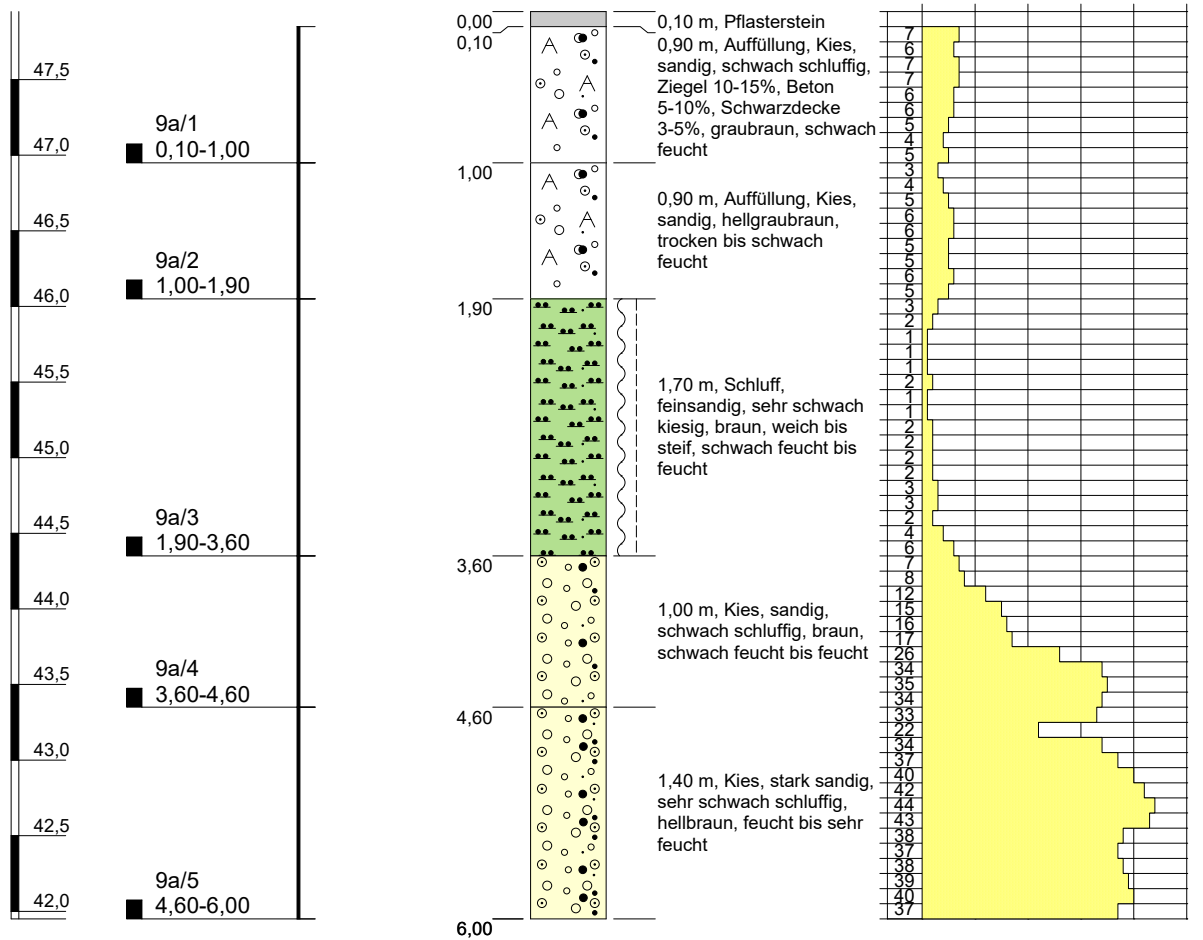 47,5
47,0
46,5
46,0
45,5
45,0
44,5
44,0
43,5
43,0
42,5
42,0
9a/1
0,10-1,00
9a/2
1,00-1,90
9a/3
1,90-3,60
9a/4
3,60-4,60
9a/5
4,60-6,00
0,00
0,10
1,00
1,90
3,60
4,60
6,00
0,10 m, Pflasterstein
0,90 m, Auffüllung, Kies,
sandig, schwach schluffig,
Ziegel 10-15%, Beton
5-10%, Schwarzdecke
3-5%, graubraun, schwach
feucht
0,90 m, Auffüllung, Kies,
sandig, hellgraubraun,
trocken bis schwach
feucht
1,70 m, Schluff,
feinsandig, sehr schwach
kiesig, braun, weich bis
steif, schwach feucht bis
feucht
1,00 m, Kies, sandig,
schwach schluffig, braun,
schwach feucht bis feucht
1,40 m, Kies, stark sandig,
sehr schwach schluffig,
hellbraun, feucht bis sehr
feucht
7
6
7
7
6
6
5
4
5
3
4
5
6
6
5
5
6
5
3
2
1
1
1
2
1
1
2
2
2
2
3
3
2
4
6
7
8
12
15
16
17
26
34
35
34
33
22
34
37
40
42
44
43
38
37
38
39
40
37